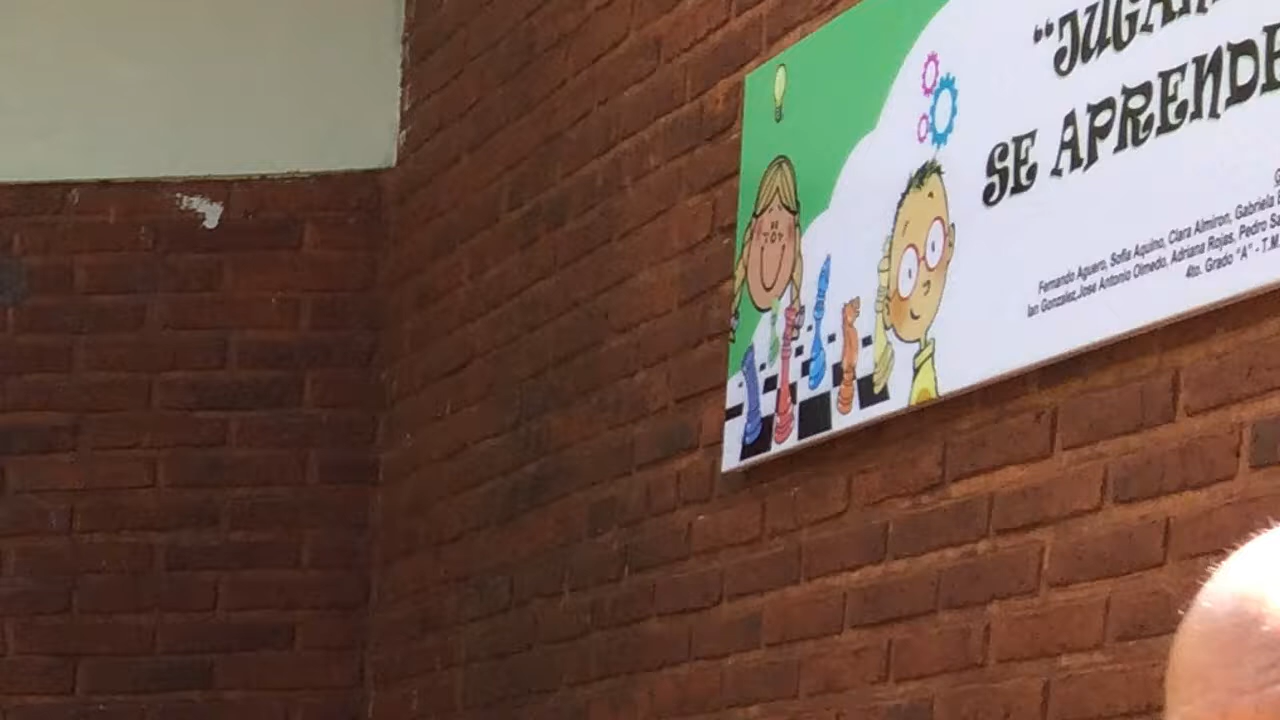 “JUGAN
SE APRENDE
Fernando Aguero, Sofia Aquino, Clara Almiron, Gabriela
Ian Gonzalez,Jose Antonio Olmedo, Adriana Rojas, Pedro
4to. Grado "A" - T.M